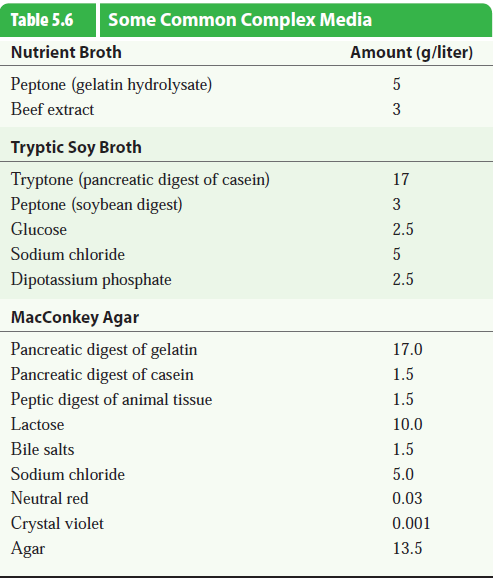 Table 5.6 Some Common Complex Media
Nutrient Broth Amount (g/liter)
Peptone (gelatin hydrolysate) 5
Beef extract 3
Tryptic Soy Broth
Tryptone (pancreatic digest of casein) 17
Peptone (soybean digest) 3
Glucose 2.5
Sodium chloride 5
Dipotassium phosphate 2.5
MacConkey Agar
Pancreatic digest of gelatin 17.0
Pancreatic digest of casein 1.5
Peptic digest of animal tissue 1.5
Lactose 10.0
Bile salts 1.5
Sodium chloride 5.0
Neutral red 0.03
Crystal violet 0.001
Agar 13.5